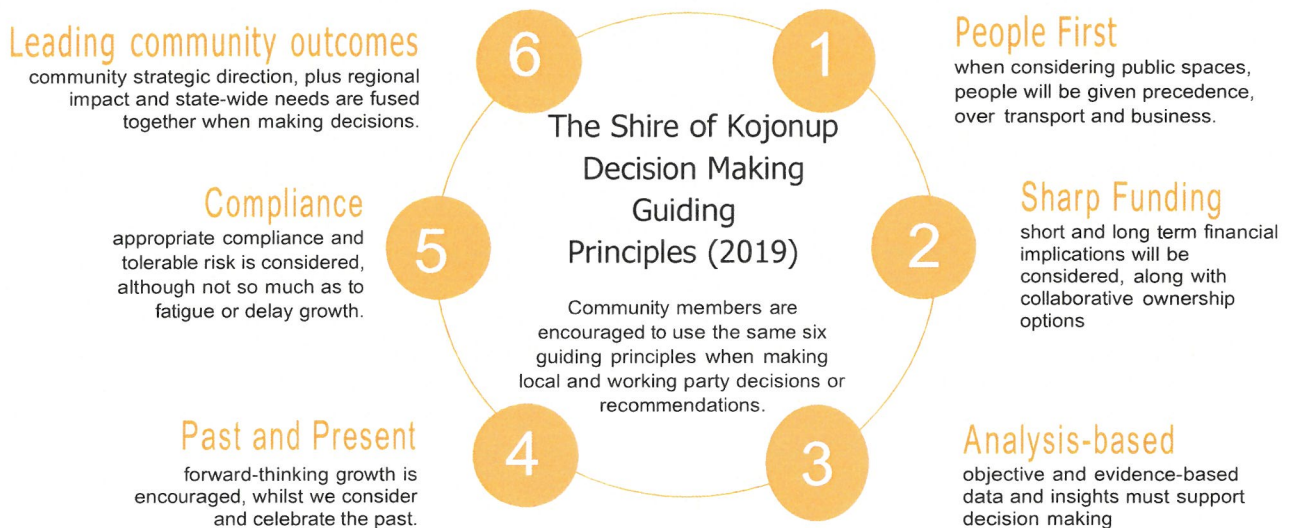 The Shire of Kojonup
Decision Making
Guiding
Principles (2019)
Community members are
encouraged to use the same six
guiding principles when making
local and working party decisions or
recommendations.
1
People First
when considering public spaces,
people will be given precedence,
over transport and business.
2
Sharp Funding
short and long term financial
implications will be
considered, along with
collaborative ownership
options
3
Analysis-based
objective and evidence-based
data and insights must support
decision making
4
Past and Present
forward-thinking growth is
encouraged, whilst we consider
and celebrate the past.
5
Compliance
appropriate compliance and
tolerable risk is considered,
although not so much as to
fatigue or delay growth.
6
Leading community outcomes
community strategic direction, plus regional
impact and state-wide needs are fused
together when making decisions.